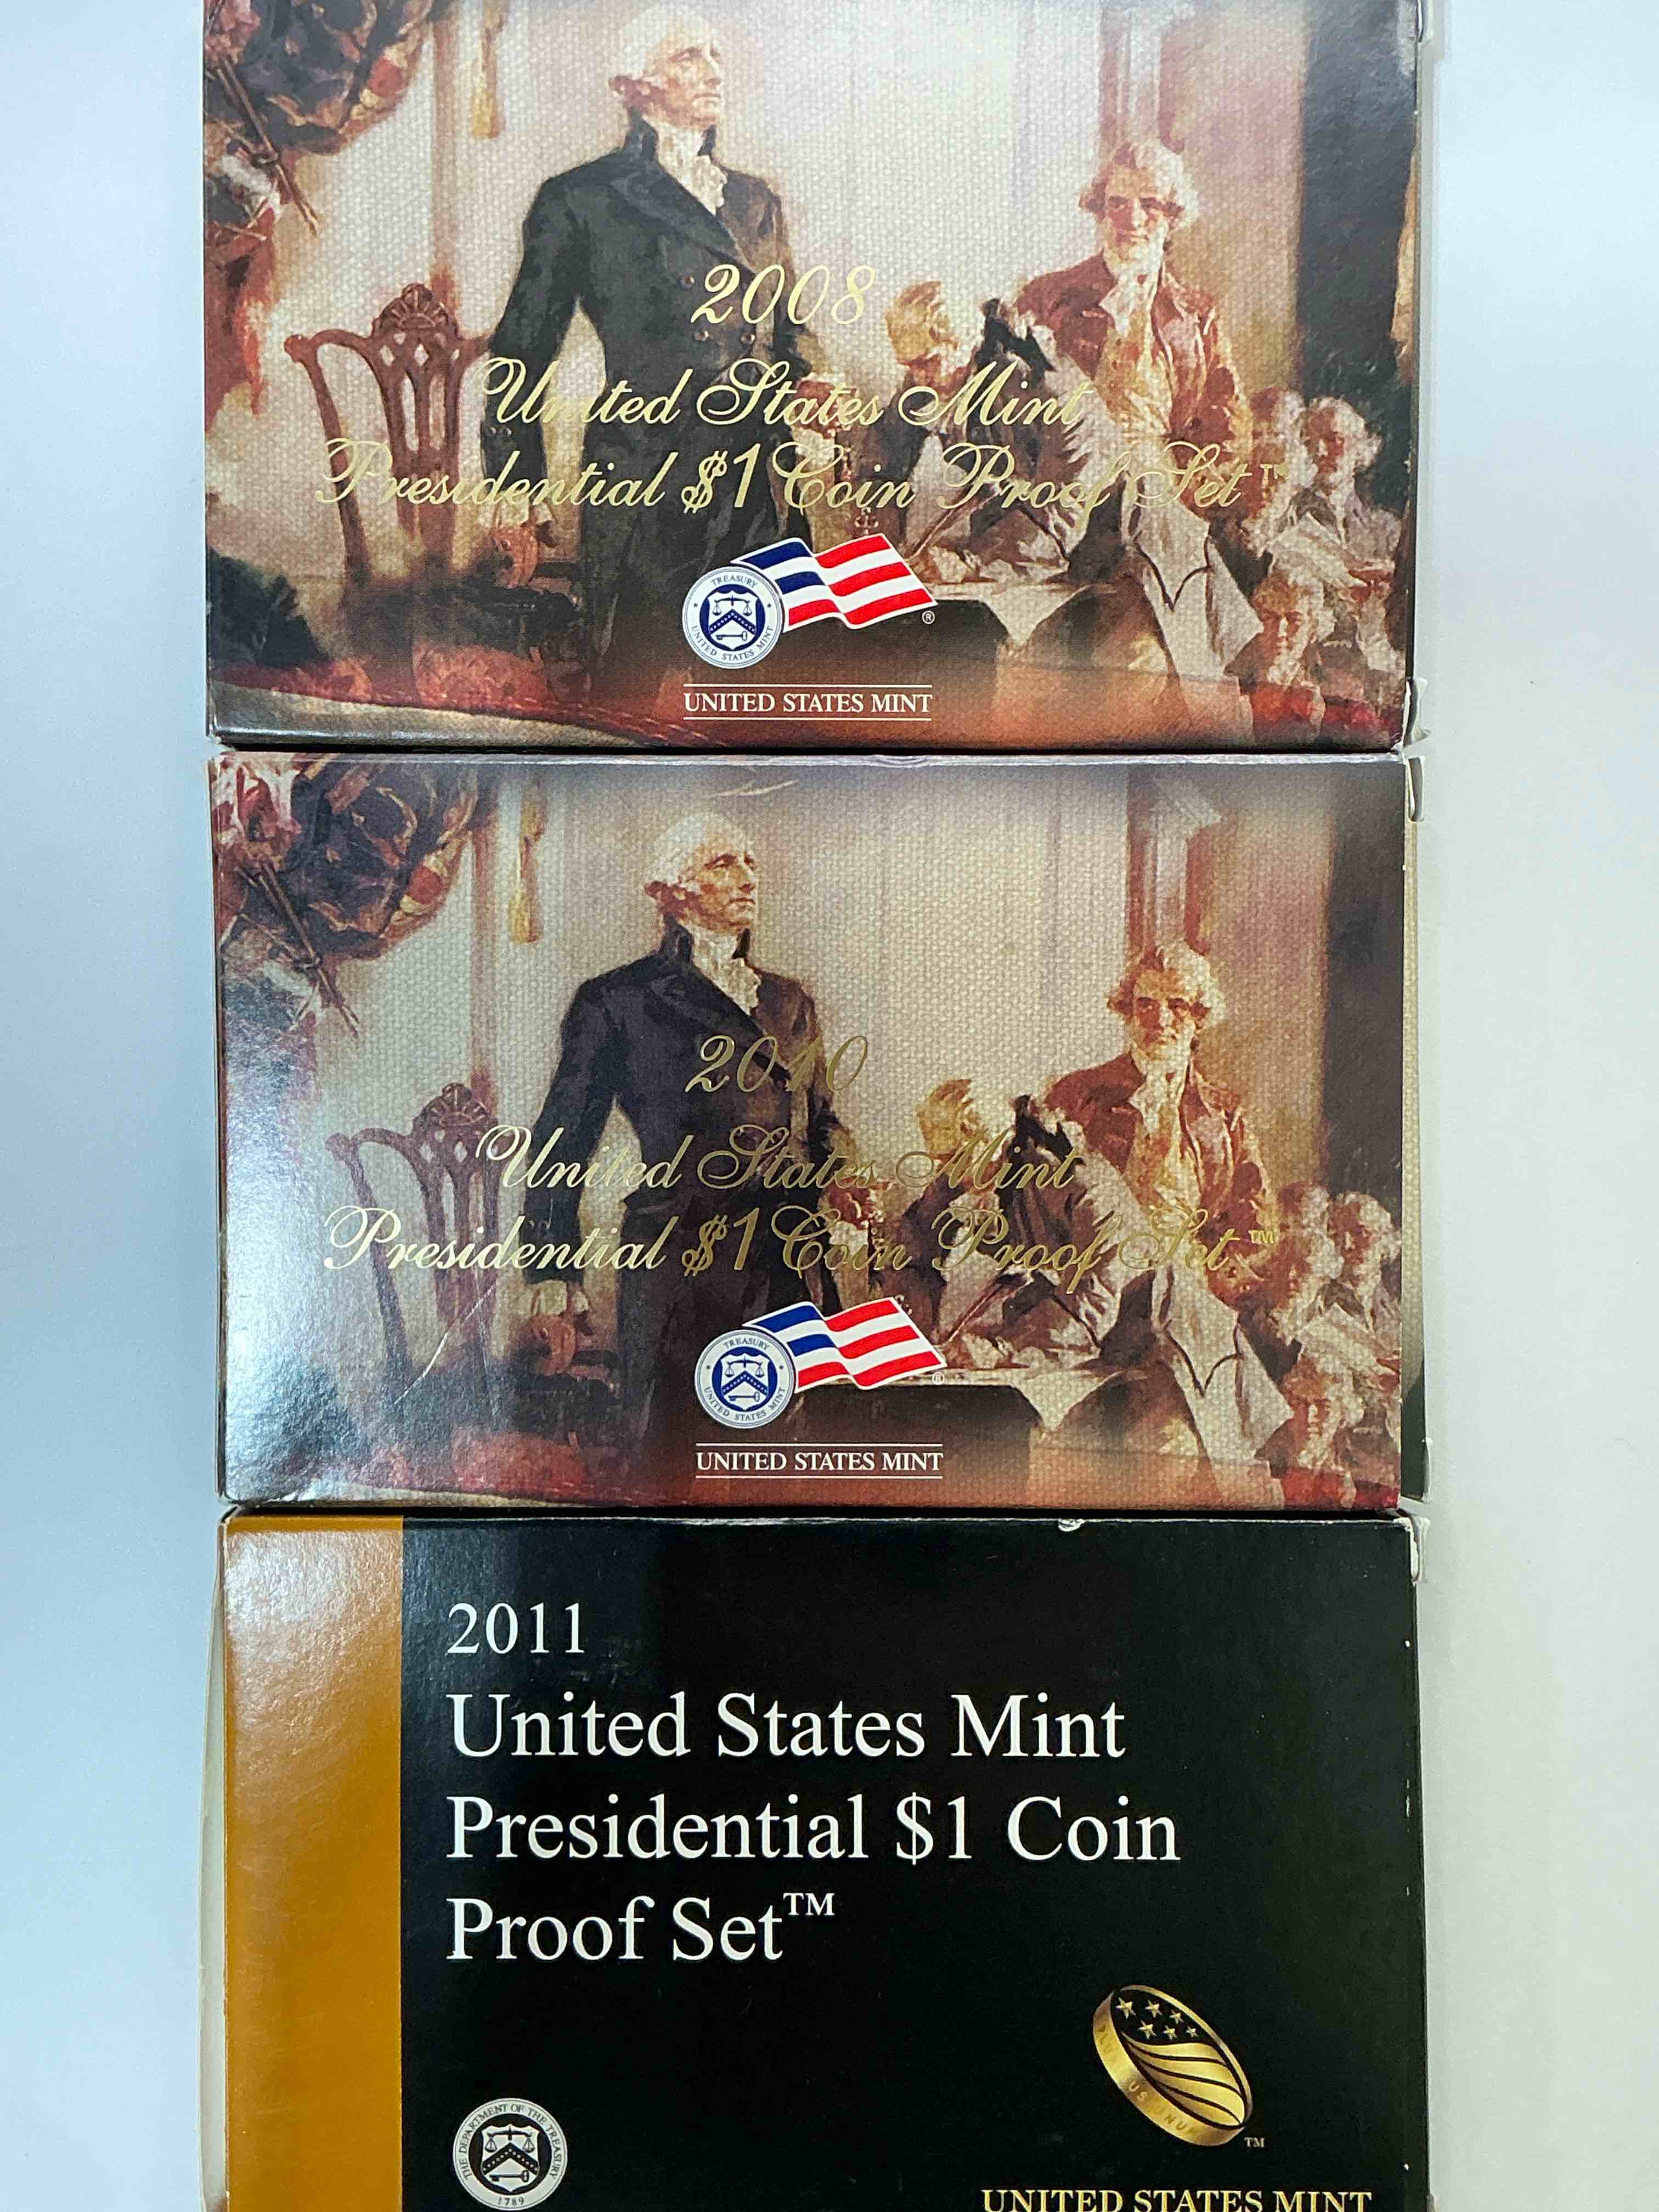 2008
United States Mint
Presidential $1 Coin Proof Set™
TREASURY
UNITED STATES MINT
®
UNITED STATES MINT
2010
United States Mint
Presidential $1 Coin Proof Set™
TREASURY
UNITED STATES MINT
®
UNITED STATES MINT
2011
United States Mint
Presidential $1 Coin
Proof Set™
THE DEPARTMENT OF THE TREASURY
1789
TM
UNITED STATES MINT